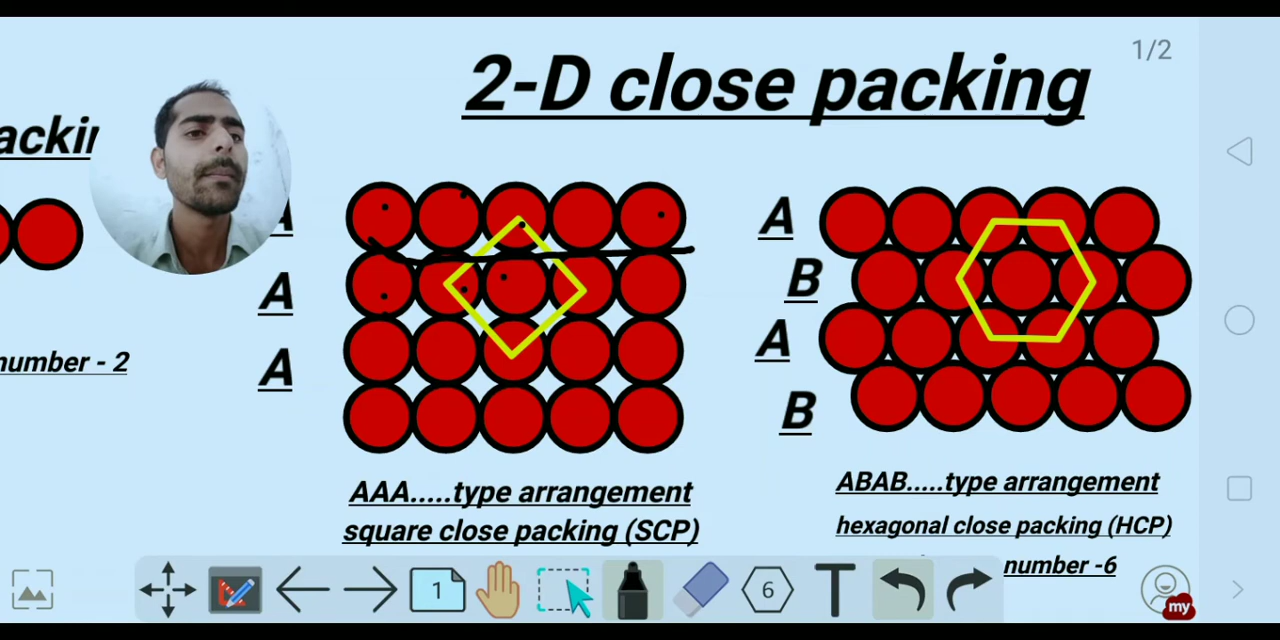 1/2
2-D close packing
A
A
A
number - 2
AAA.....type arrangement
square close packing (SCP)
A
B
A
B
ABAB.....type arrangement
hexagonal close packing (HCP)
number -6
1
6
T
my